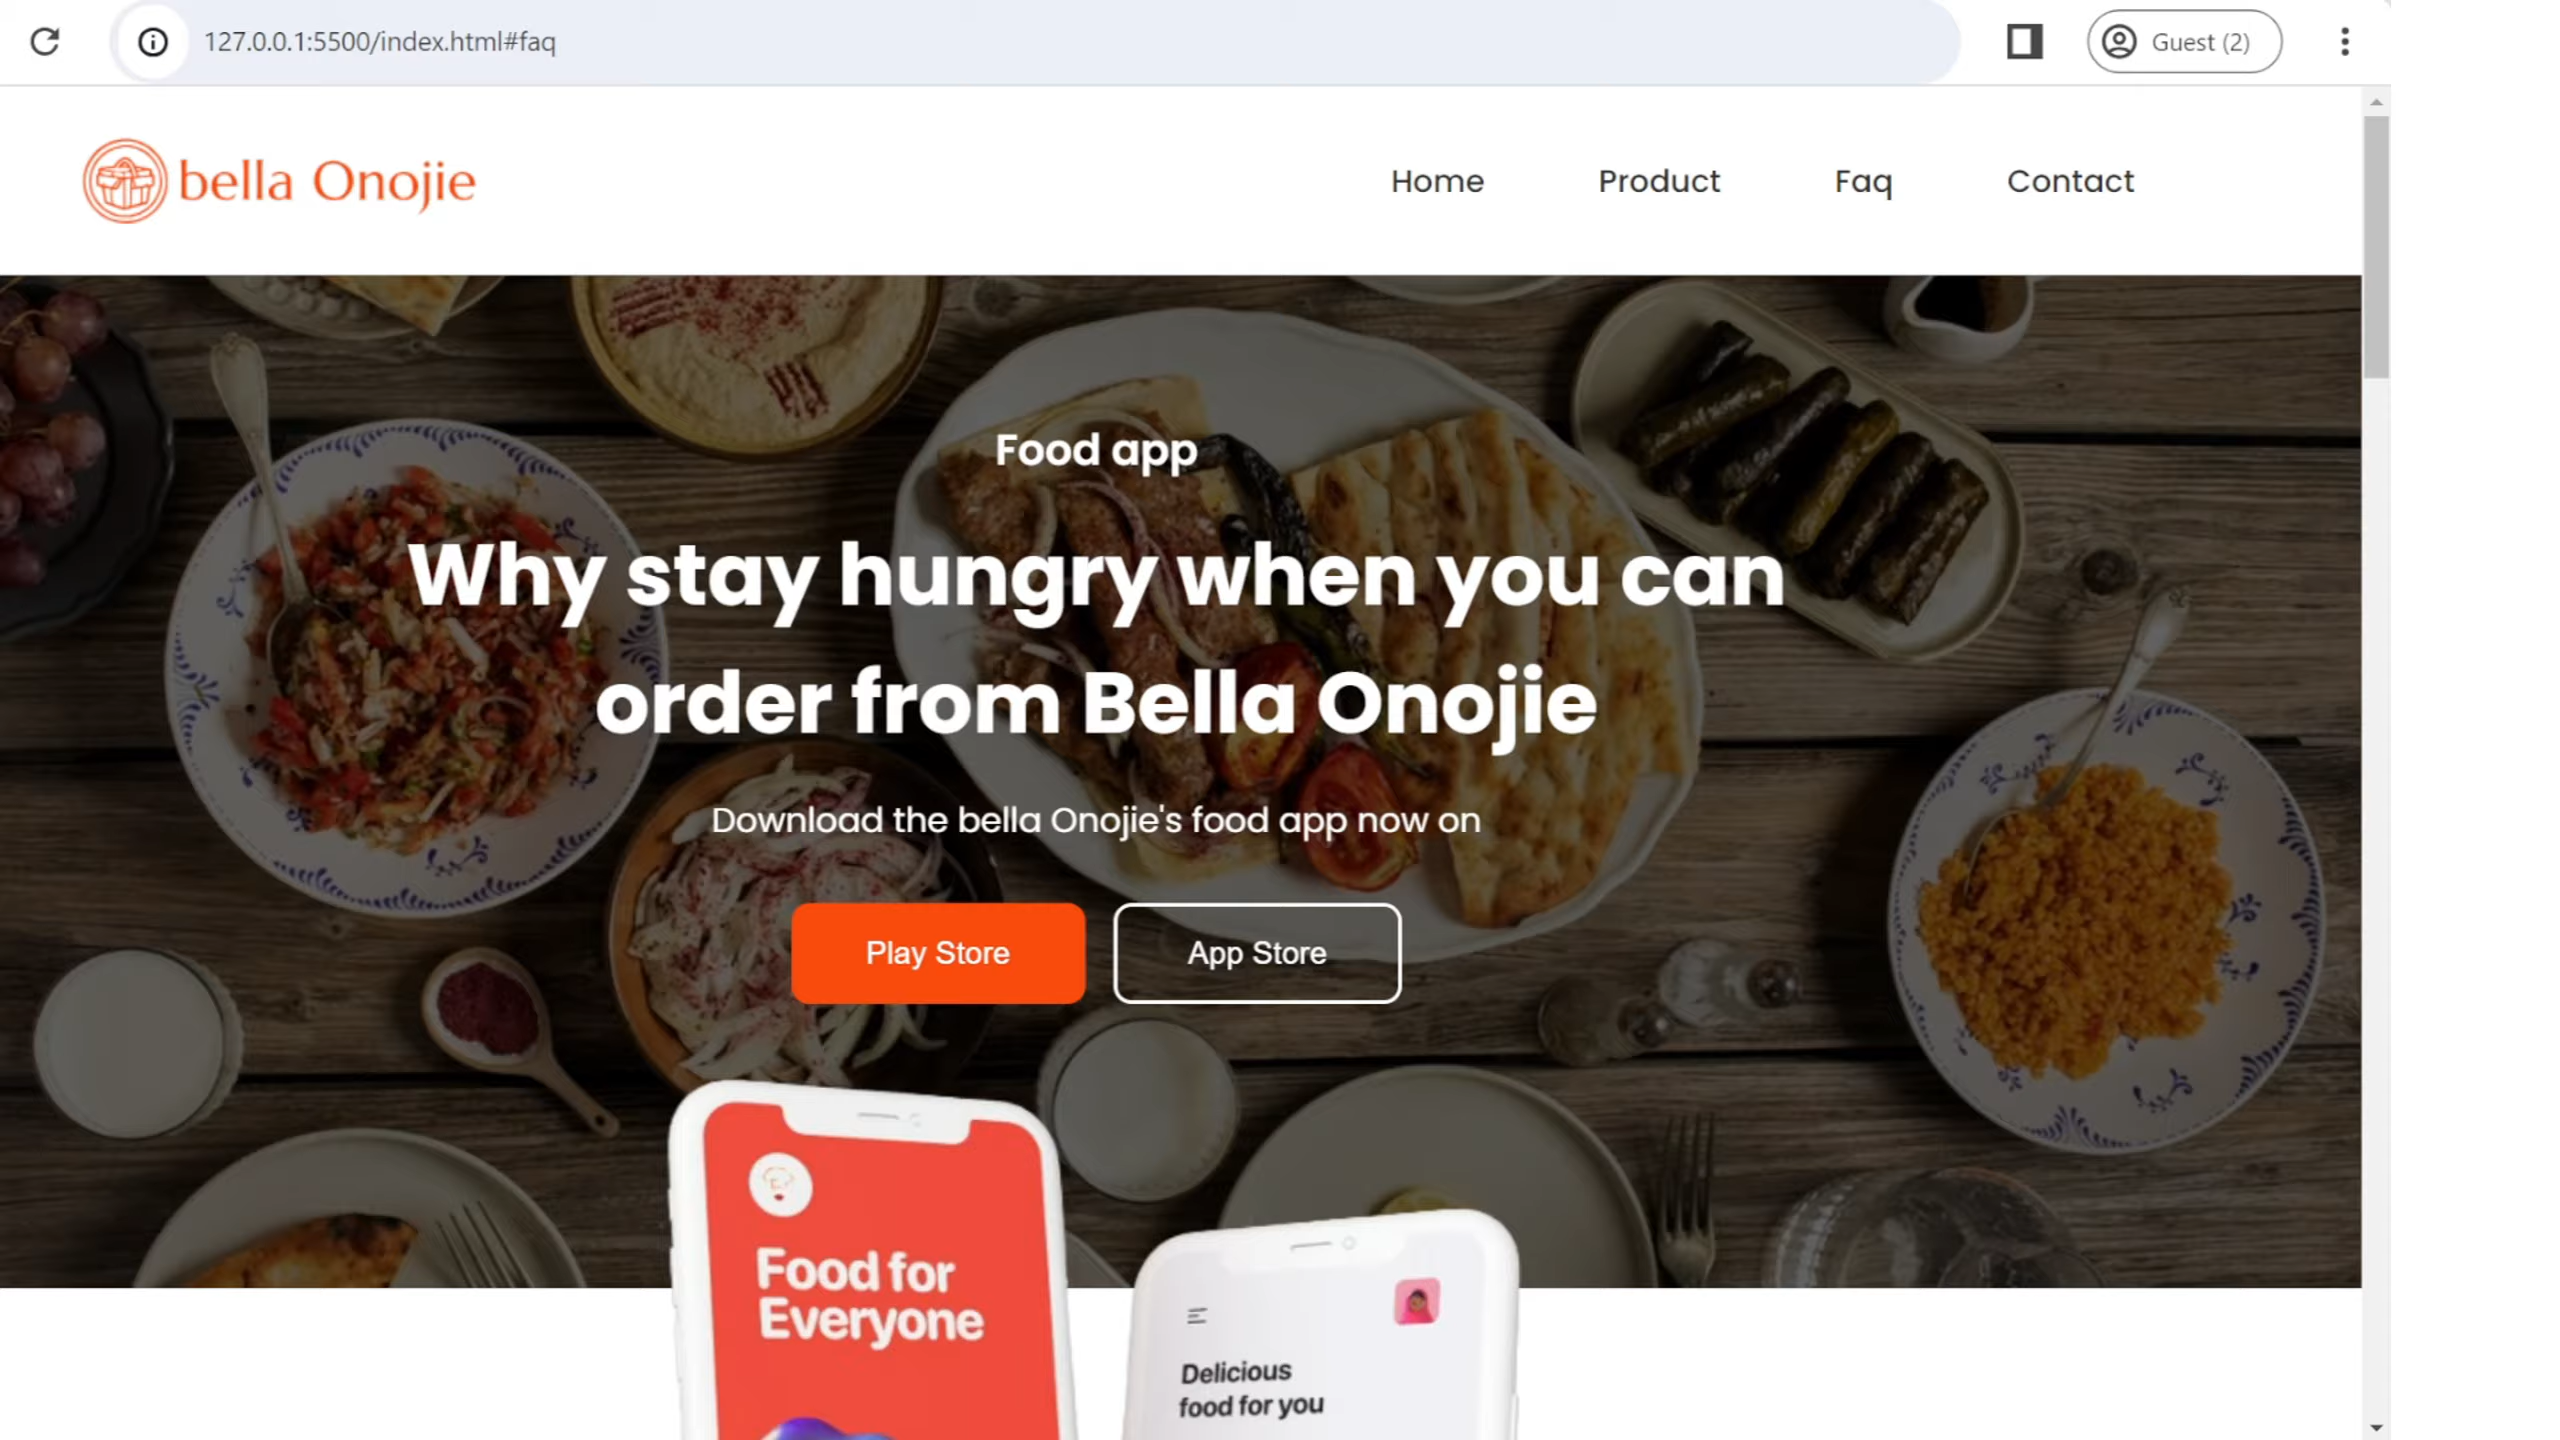 127.0.0.1:5500/index.html#faq
Guest (2)
bella Onojie
Home
Product
Faq
Contact
Food app
Why stay hungry when you can
order from Bella Onojie
Download the bella Onojie's food app now on
Play Store
App Store
Food for
Everyone
Delicious
food for you